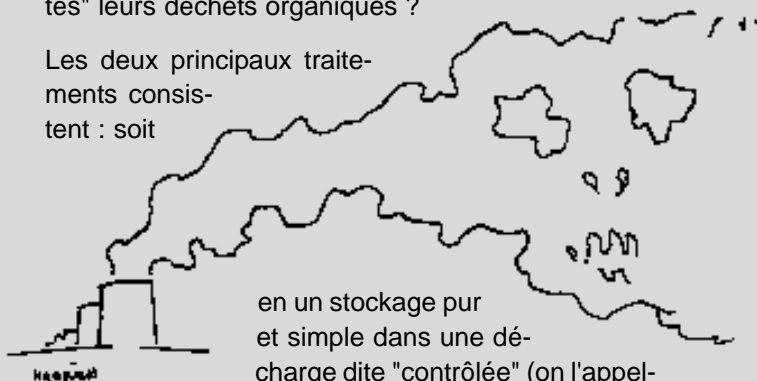 tés" leurs déchets organiques ?
Les deux principaux traite-
ments consis-
tent : soit
en un stockage pur
et simple dans une dé-
charge dite "contrôlée" (on l'appel-